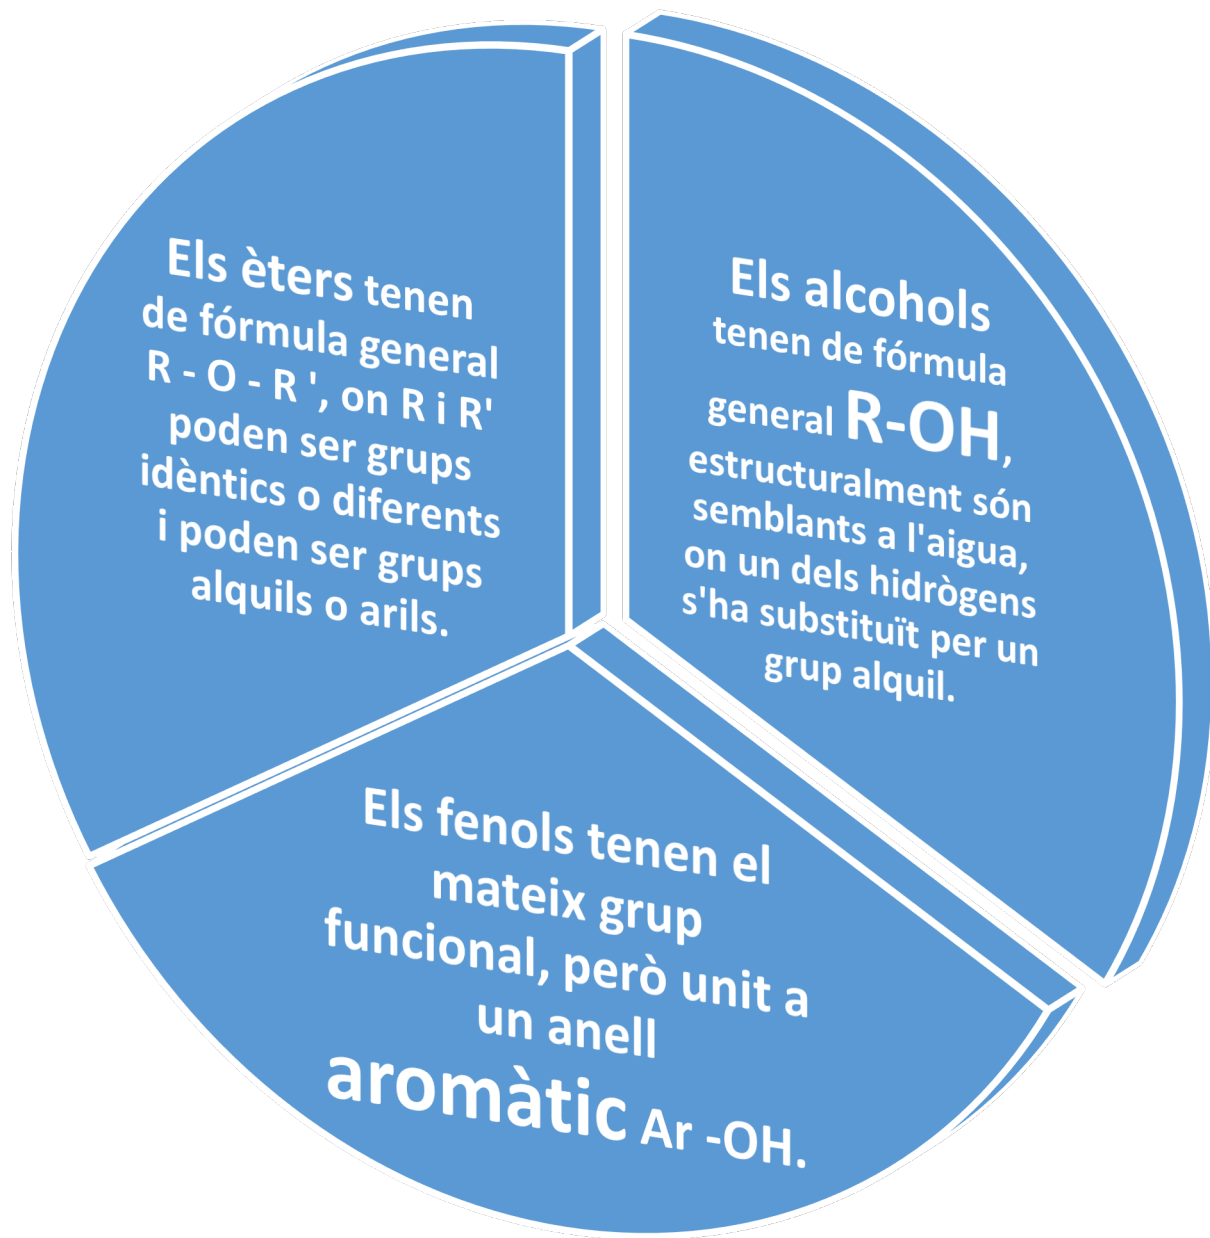 Els èters tenen
de fórmula general
R - O - R ', on R i R'
poden ser grups
idèntics o diferents
i poden ser grups
alquils o arils.
Els alcohols
tenen de fórmula
general R-OH,
estructuralment són
semblants a l'aigua,
on un dels hidrògens
s'ha substituït per un
grup alquil.
Els fenols tenen el
mateix grup
funcional, però unit a
un anell
aromàtic Ar -OH.